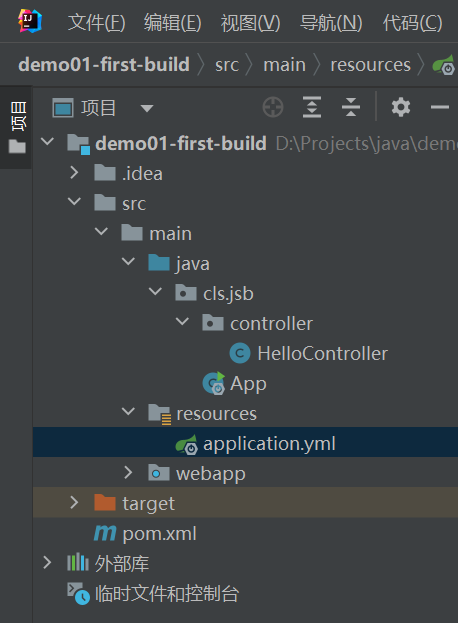 文件(F) 编辑(E) 视图(V) 导航(N) 代码(C)
demo01-first-build 〉 src 〉 main 〉 resources 〉
项目
项目
demo01-first-build D:\Projects\java\demo
.idea
src
main
java
cls.jsb
controller
HelloController
App
resources
application.yml
webapp
target
pom.xml
外部库
临时文件和控制台